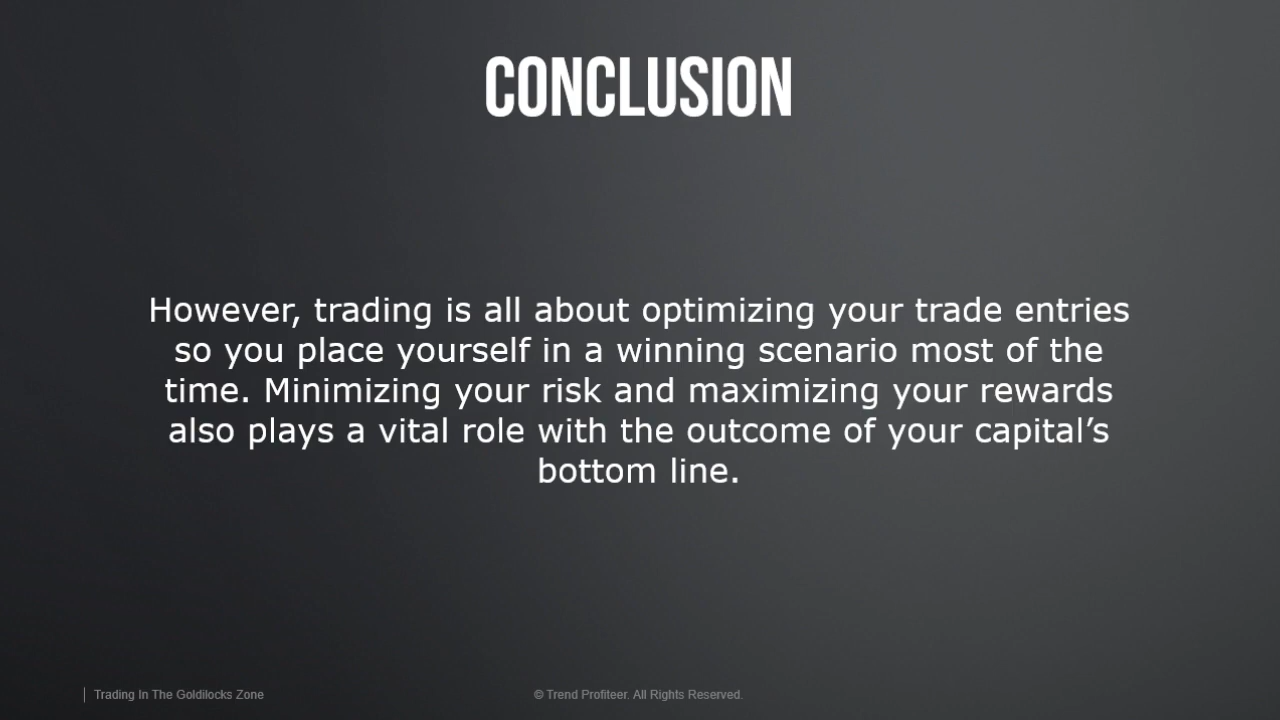 CONCLUSION
However, trading is all about optimizing your trade entries
so you place yourself in a winning scenario most of the
time. Minimizing your risk and maximizing your rewards
also plays a vital role with the outcome of your capital’s
bottom line.
Trading In The Goldilocks Zone
© Trend Profiteer. All Rights Reserved.